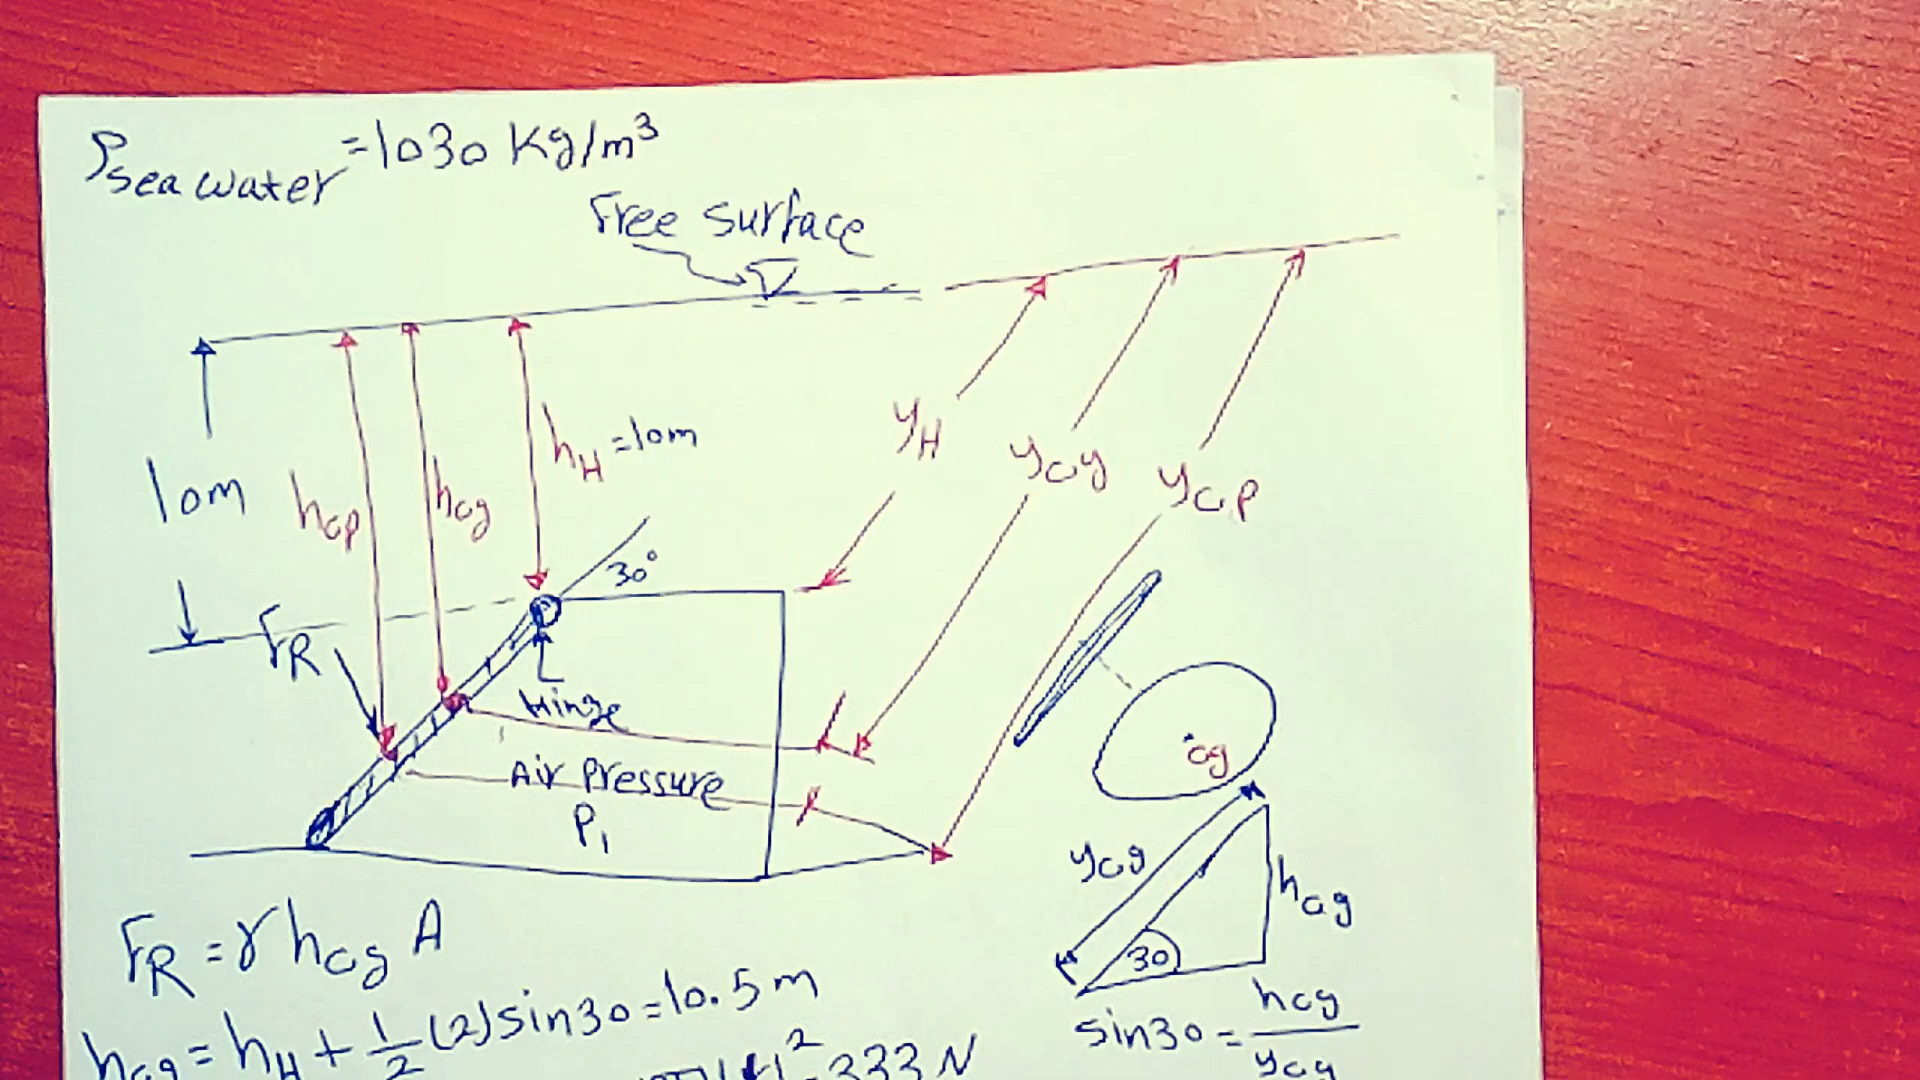 ρsea water = 1030 Kg/m³
Free surface
10m
hcp
hcg
hH = 10m
yH
ycg
ycp
30°
FR
Hinge
Air Pressure
P1
cg
ycg
hcg
30
FR = γ hcg A
hcg = hH + 1/2 (2) sin30 = 10.5 m
sin30 = hcg/ycg
333 N